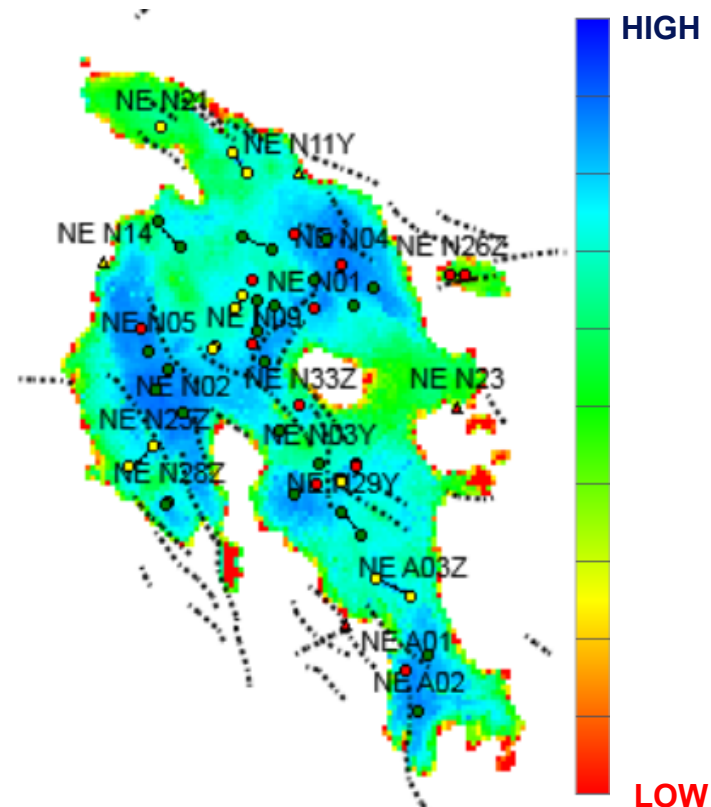 HIGH
NE N21
NE N11Y
NE N14
NE N04
NE N26Z
NE N01
NE N05
NE N09
NE N02
NE N33Z
NE N23
NE N25Z
NE N03Y
NE N28Z
NE N29Y
NE A03Z
NE A01
NE A02
LOW